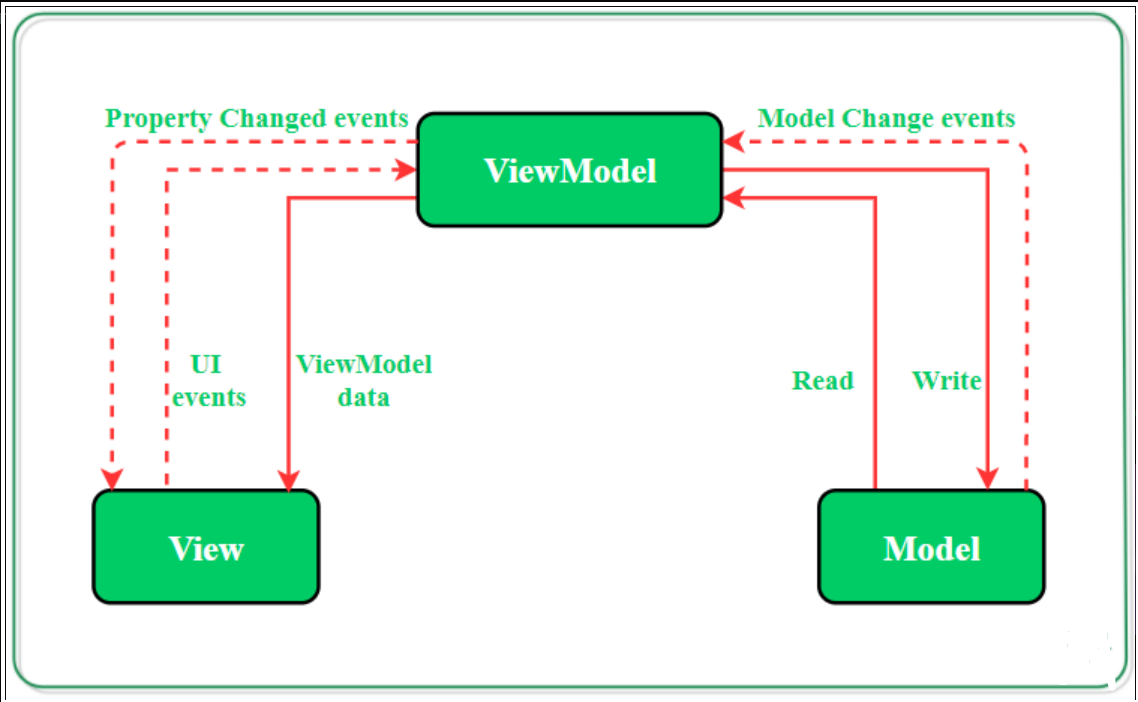 Property Changed events
Model Change events
ViewModel
UI
events
ViewModel
data
Read
Write
View
Model